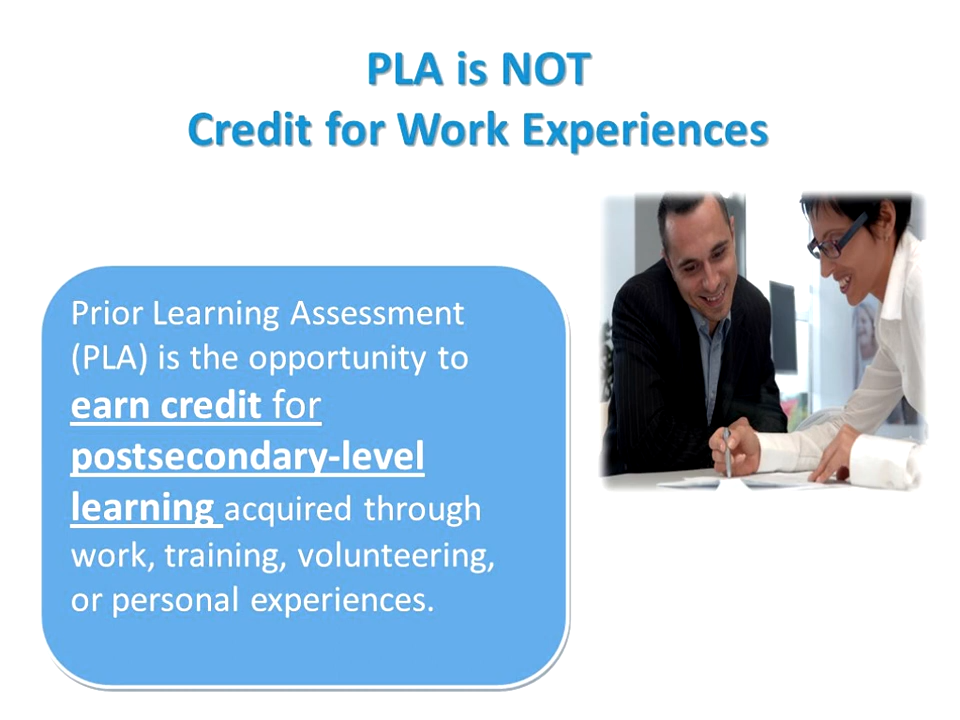 PLA is NOT
Credit for Work Experiences
Prior Learning Assessment
(PLA) is the opportunity to
earn credit for
postsecondary-level
learning acquired through
work, training, volunteering,
or personal experiences.